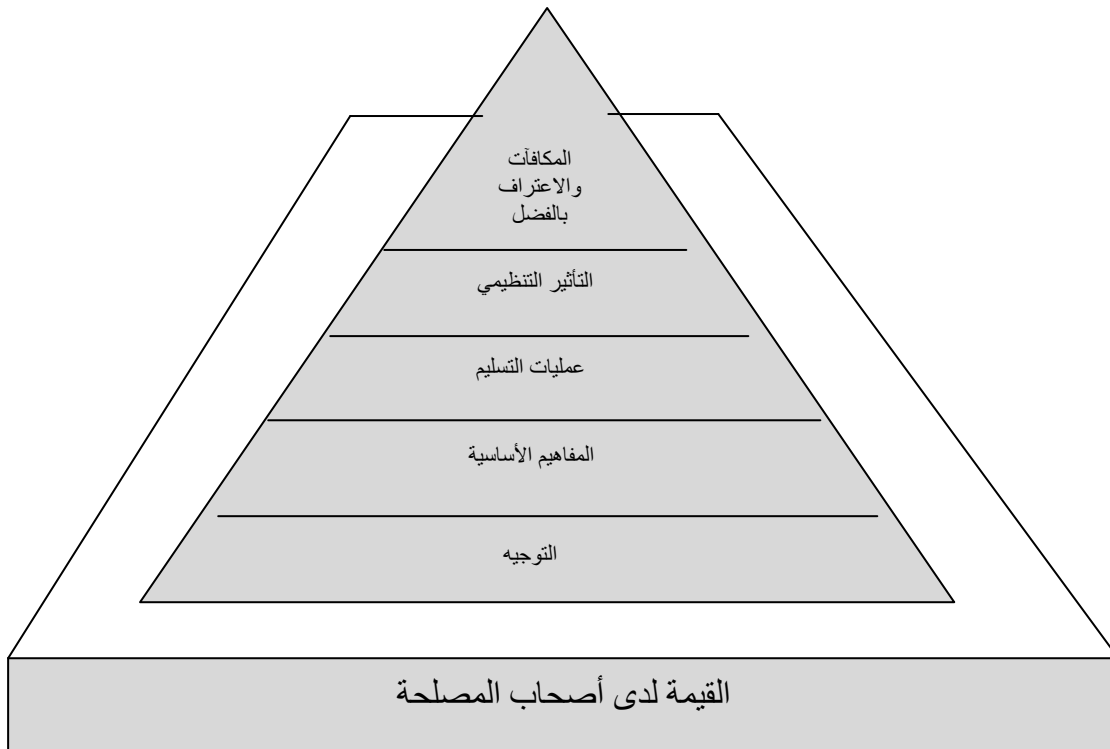 المكافآت
والاعتراف
بالفضل
التأثير التنظيمي
عمليات التسليم
المفاهيم الأساسية
التوجيه
القيمة لدى أصحاب المصلحة